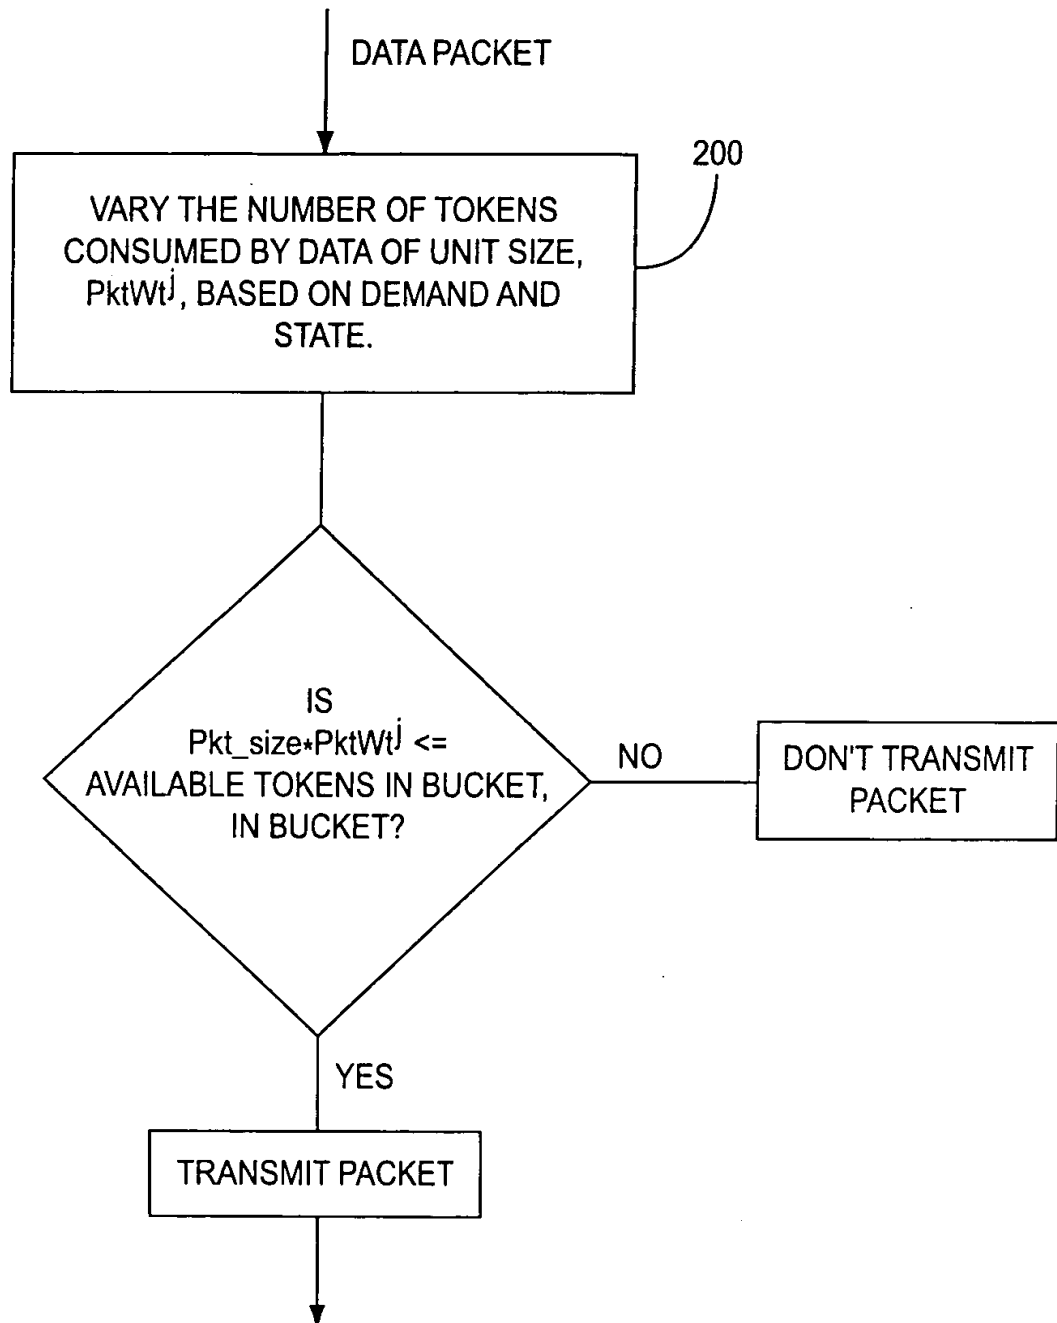 DATA PACKET
200
VARY THE NUMBER OF TOKENS
CONSUMED BY DATA OF UNIT SIZE,
PktWtʲ, BASED ON DEMAND AND
STATE.
IS
Pkt_size*PktWtʲ <=
AVAILABLE TOKENS IN BUCKET,
IN BUCKET?
NO
DON'T TRANSMIT
PACKET
YES
TRANSMIT PACKET